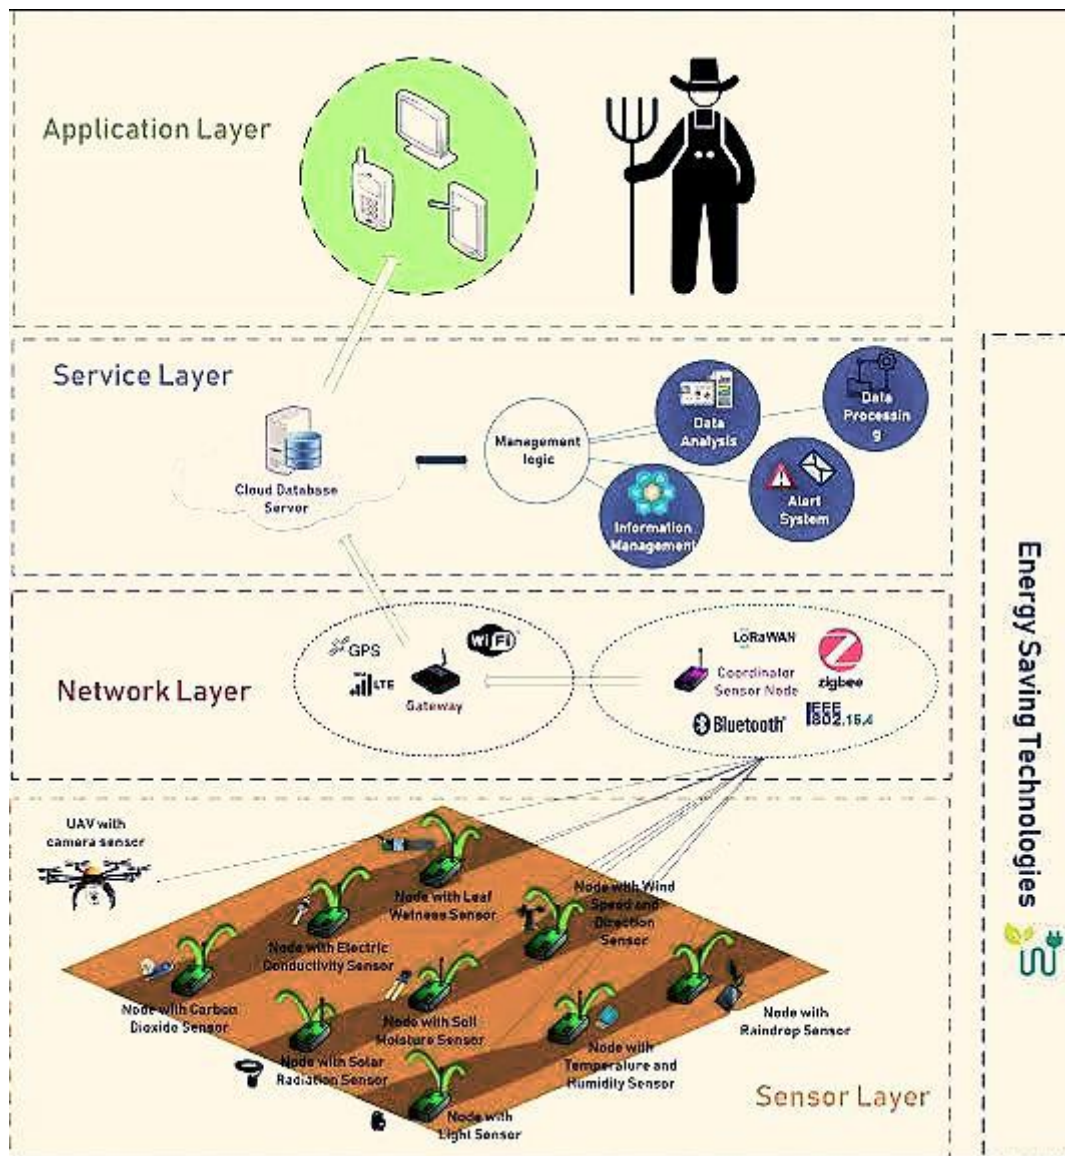 Application Layer
Service Layer
Cloud Database
Server
Management
logic
Data
Analysis
Data
Processin
g
Alert
System
Information
Management
Network Layer
GPS
LTE
WiFi
Gateway
LoRaWAN
Coordinator
Sensor Node
zigbee
Bluetooth
IEEE
802.15.4
UAV with
camera sensor
Node with Leaf
Wetness Sensor
Node with Wind
Speed and
Direction
Sensor
Node with Electric
Conductivity Sensor
Node with Carbon
Dioxide Sensor
Node with Soil
Moisture Sensor
Node with
Raindrop Sensor
Node with Solar
Radiation Sensor
Node with
Temperature and
Humidity Sensor
Node with
Light Sensor
Sensor Layer
Energy Saving Technologies